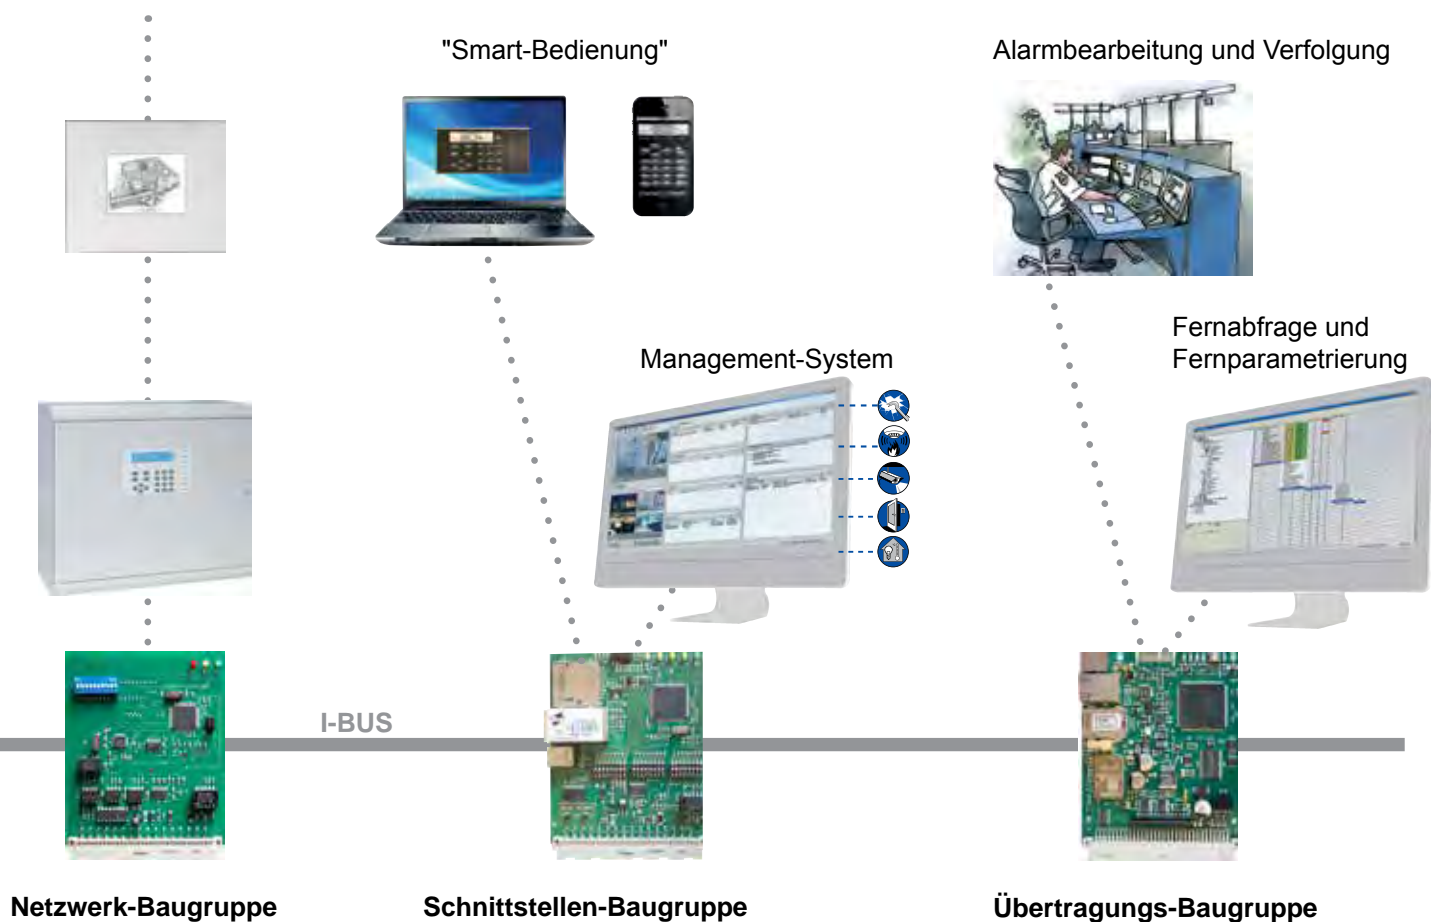 "Smart-Bedienung"
Alarmbearbeitung und Verfolgung
Fernabfrage und
Fernparametrierung
Management-System
I-BUS
Netzwerk-Baugruppe
Schnittstellen-Baugruppe
Übertragungs-Baugruppe